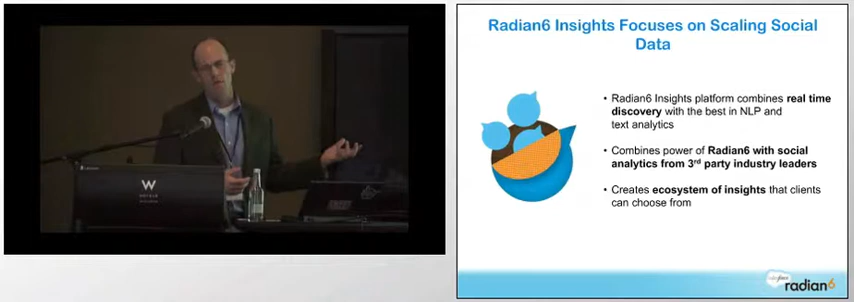 W
Radian6 Insights Focuses on Scaling Social
Data
• Radian6 Insights platform combines real time
discovery with the best in NLP and
text analytics
• Combines power of Radian6 with social
analytics from 3rd party industry leaders
• Creates ecosystem of insights that clients
can choose from
radian6